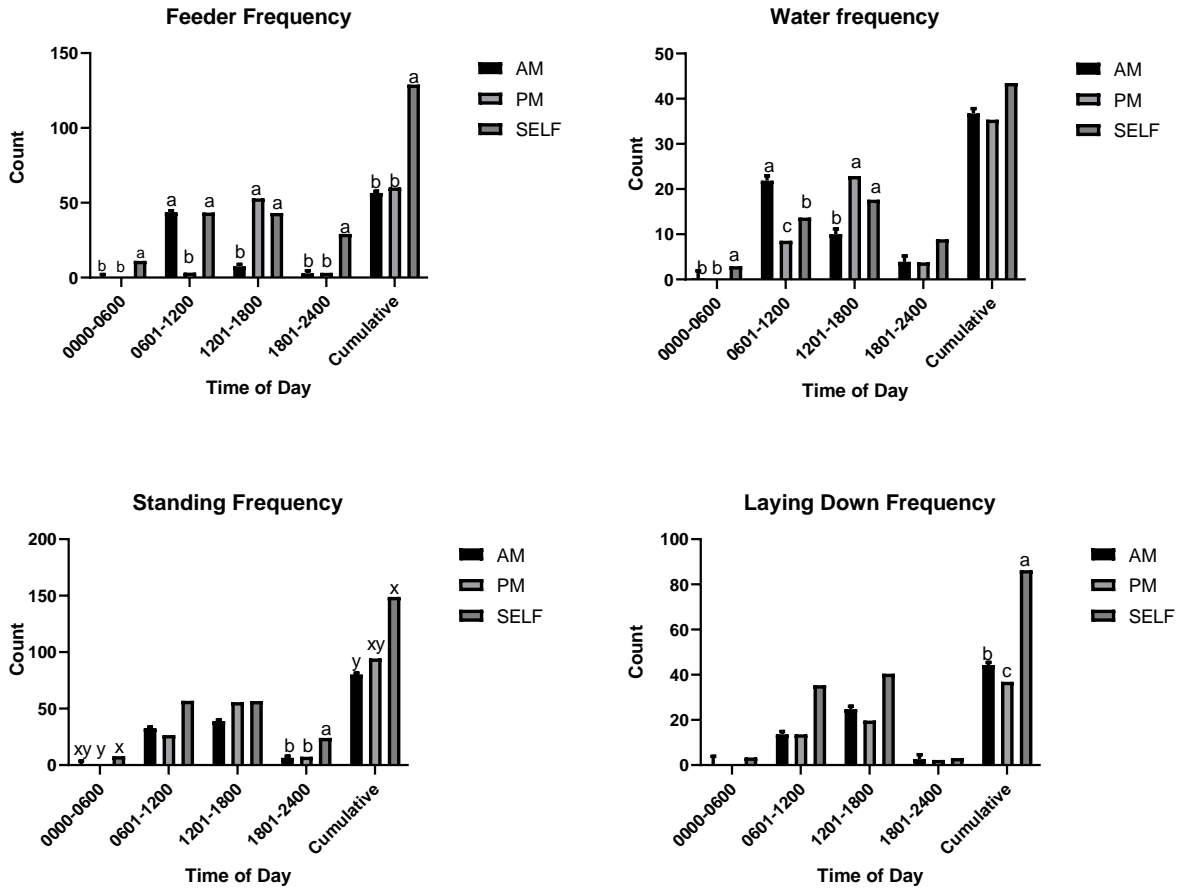 Feeder Frequency
150
100
50
0
Count
a
b b
a a
a
a
b
b
b b
b b
a
0000-0600
0601-1200
1201-1800
1801-2400
Cumulative
Time of Day
AM
PM
SELF
Water frequency
50
40
30
20
10
0
Count
a
a
b
a
b
c
b b
a
0000-0600
0601-1200
1201-1800
1801-2400
Cumulative
Time of Day
AM
PM
SELF
Standing Frequency
200
150
100
50
0
Count
x
y
xy
xy y x
b b
a
0000-0600
0601-1200
1201-1800
1801-2400
Cumulative
Time of Day
AM
PM
SELF
Laying Down Frequency
100
80
60
40
20
0
Count
a
b
c
0000-0600
0601-1200
1201-1800
1801-2400
Cumulative
Time of Day
AM
PM
SELF